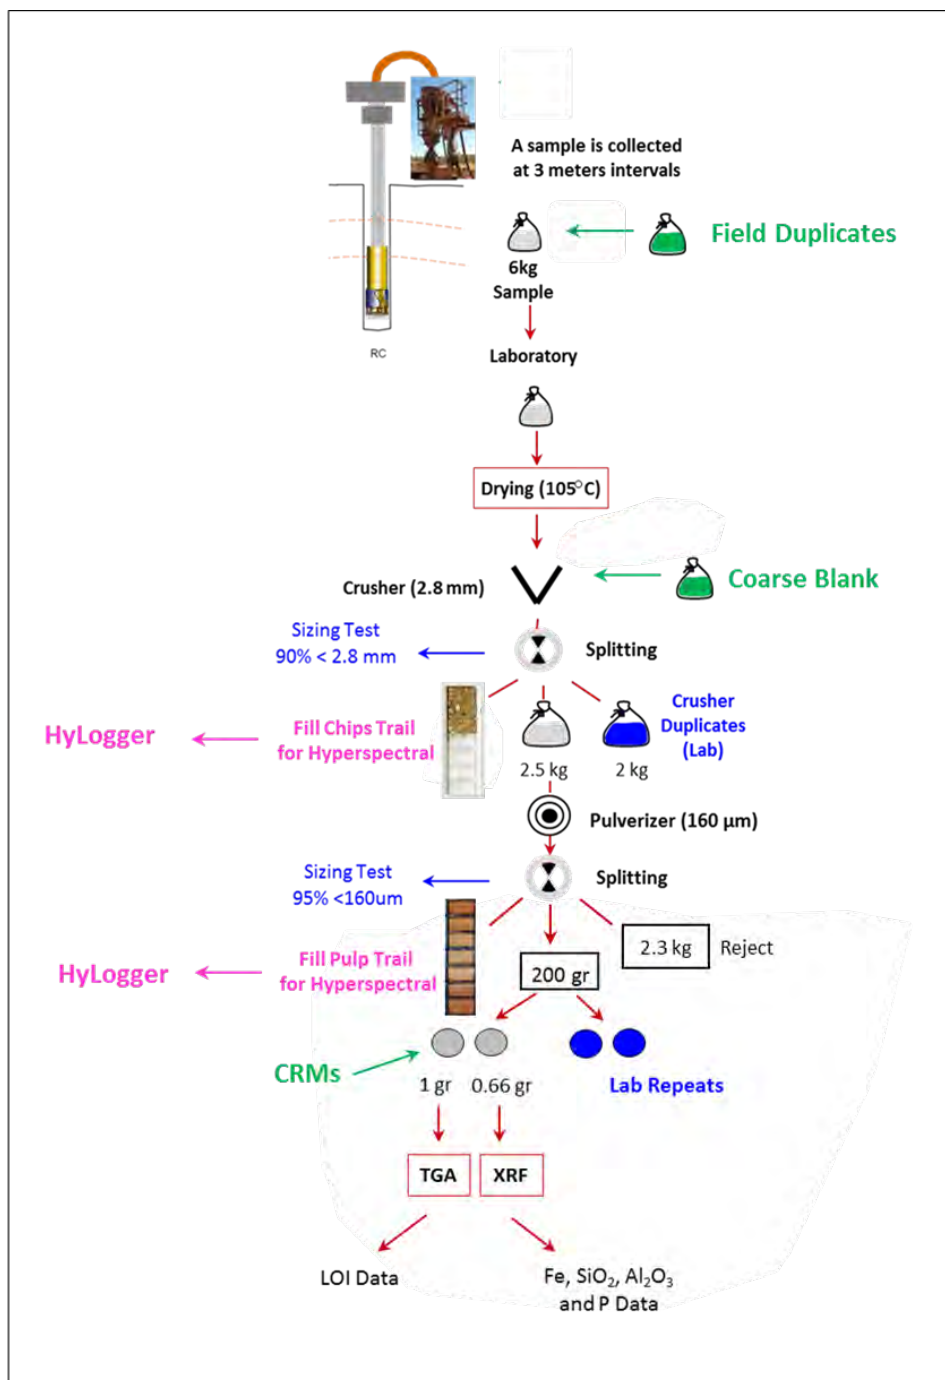 A sample is collected
at 3 meters intervals
Field Duplicates
6kg
Sample
RC
Laboratory
Drying (105°C)
Coarse Blank
Crusher (2.8 mm)
Sizing Test
90% < 2.8 mm
Splitting
HyLogger
Fill Chips Trail
for Hyperspectral
Crusher
Duplicates
(Lab)
2.5 kg
2 kg
Pulverizer (160 µm)
Sizing Test
95% <160um
Splitting
2.3 kg
Reject
HyLogger
Fill Pulp Trail
for Hyperspectral
200 gr
CRMs
1 gr
0.66 gr
Lab Repeats
TGA
XRF
LOI Data
Fe, SiO₂, Al₂O₃
and P Data